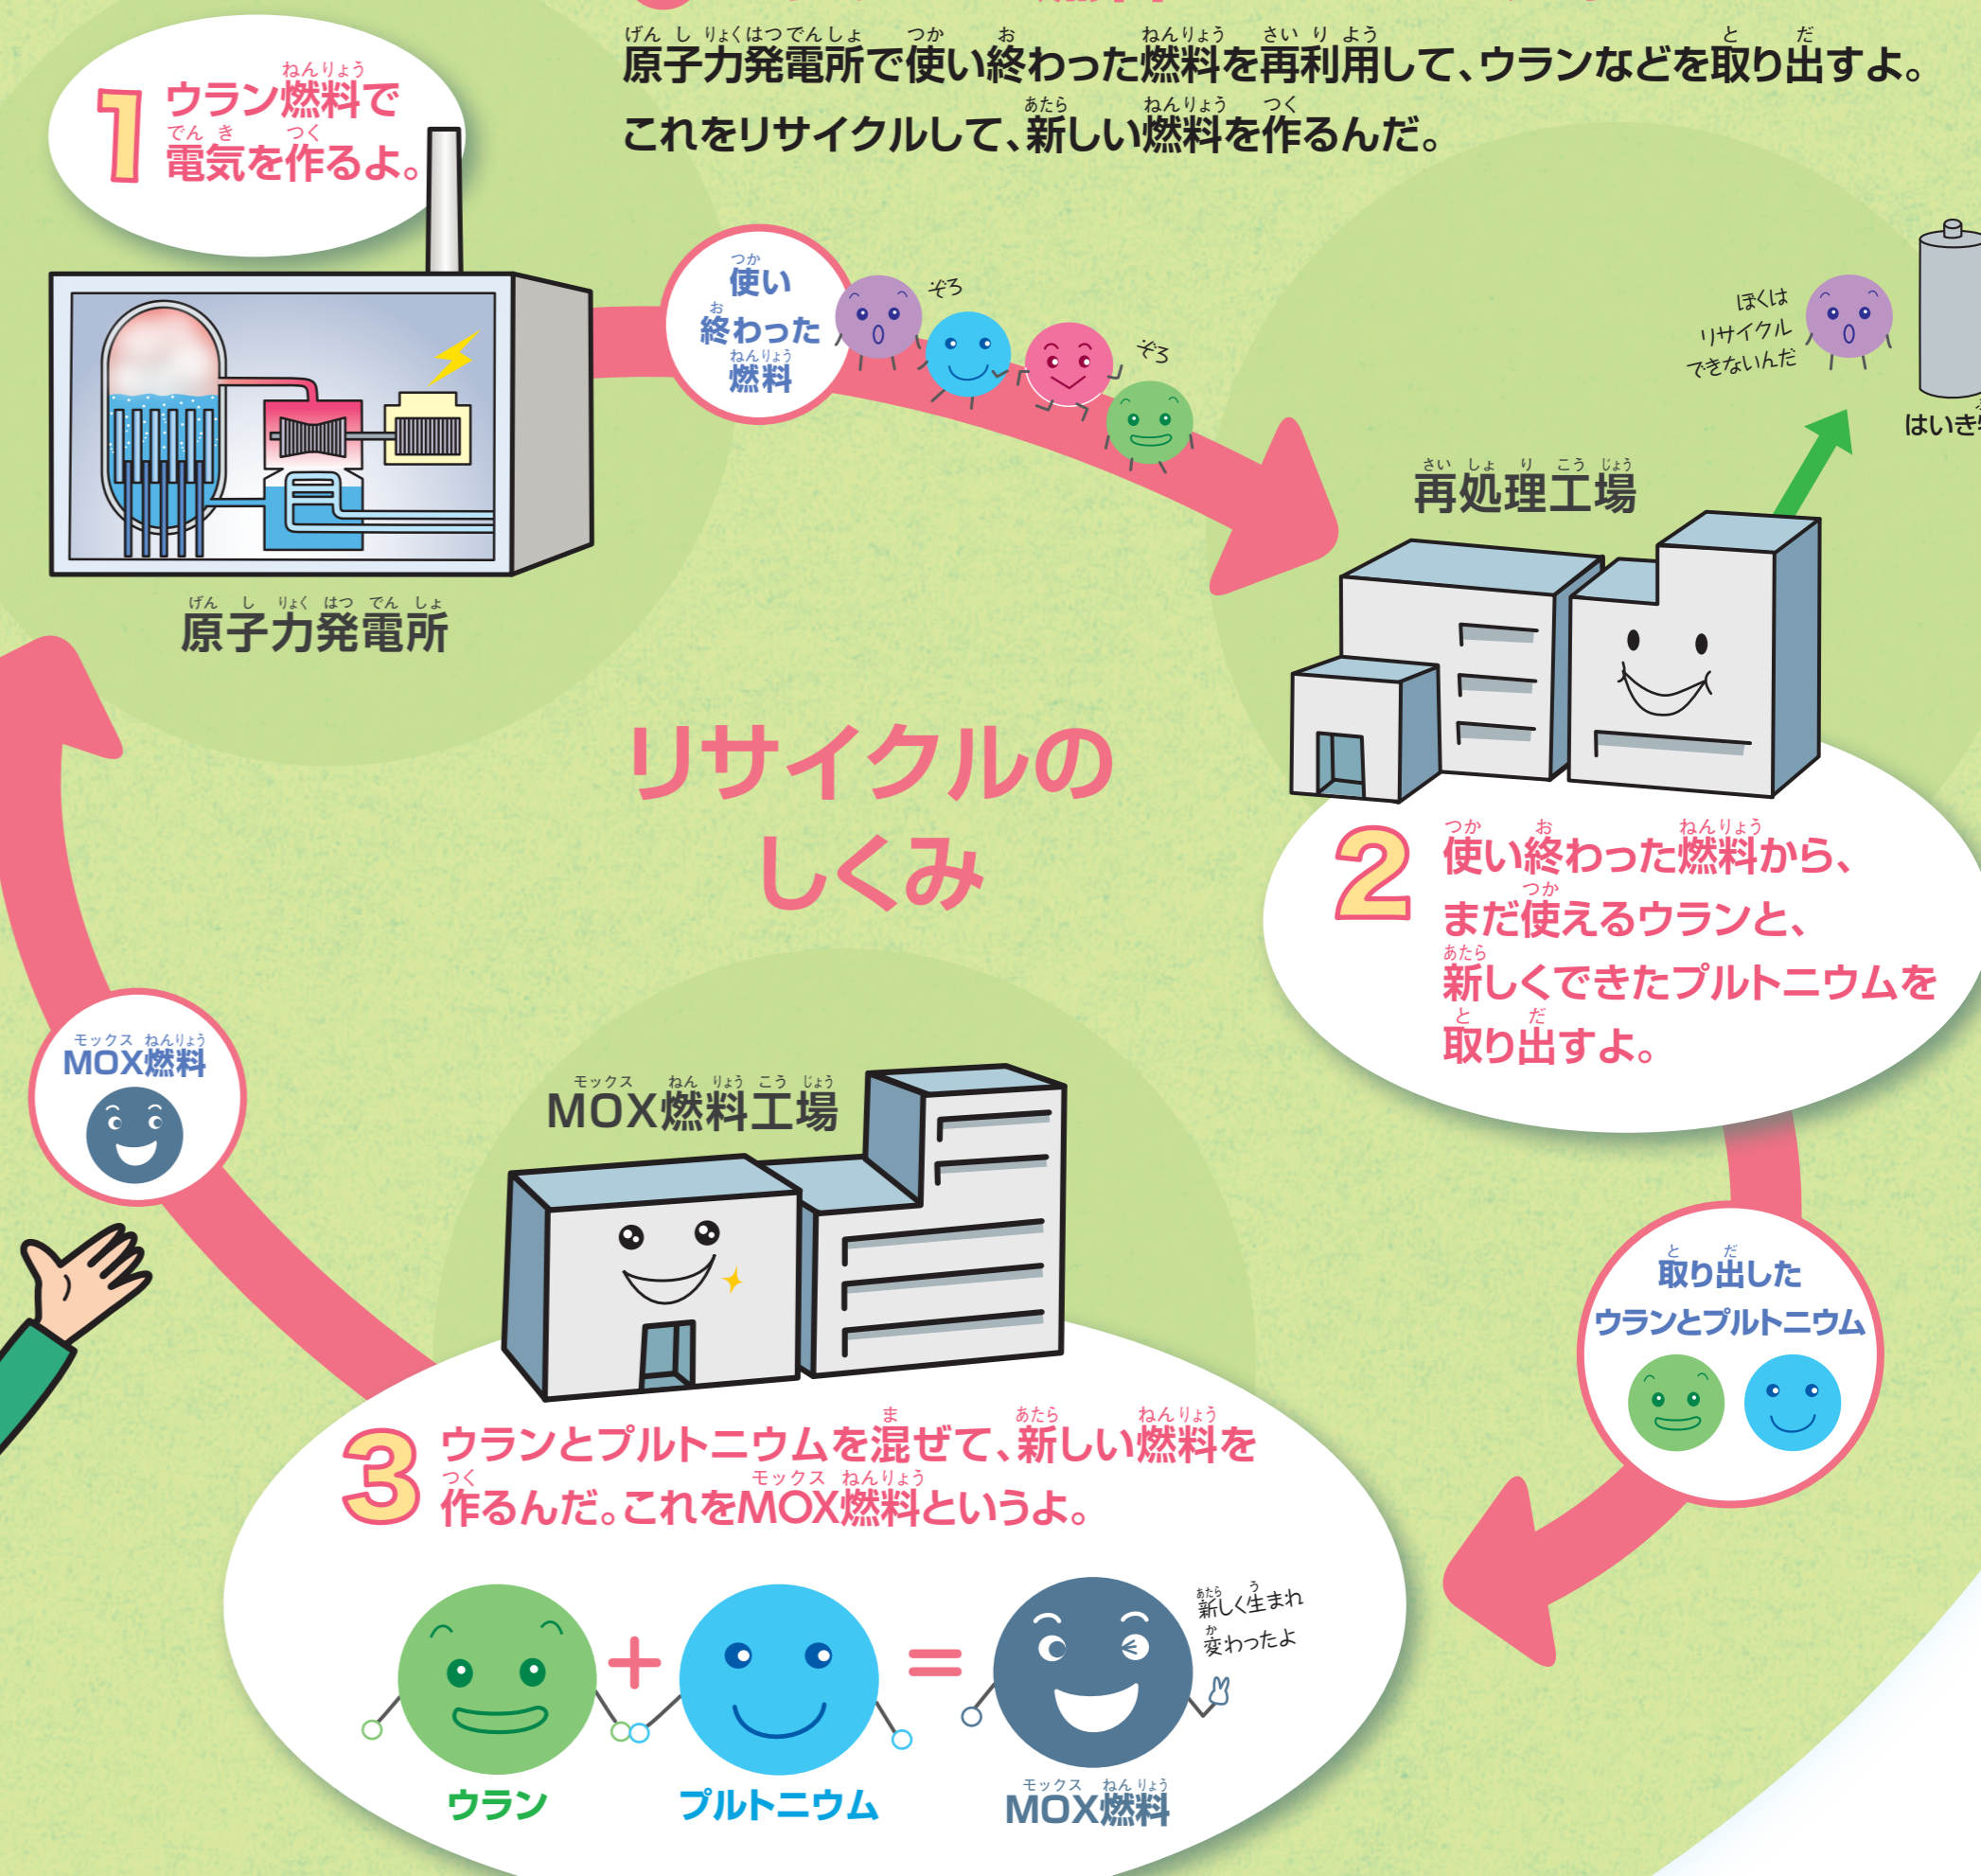 原子力発電所で使い終わった燃料を再利用して、ウランなどを取り出すよ。
これをリサイクルして、新しい燃料を作るんだ。
1 ウラン燃料で
電気を作るよ。
原子力発電所
使い
終わった
燃料
ぞろ
ぞろ
ぼくは
リサイクル
できないんだ
はいき
再処理工場
リサイクルの
しくみ
2 使い終わった燃料から、
まだ使えるウランと、
新しくできたプルトニウムを
取り出すよ。
取り出した
ウランとプルトニウム
MOX燃料工場
3 ウランとプルトニウムを混ぜて、新しい燃料を
作るんだ。これをMOX燃料というよ。
ウラン
+
プルトニウム
=
MOX燃料
新しく生まれ
変わったよ
MOX燃料